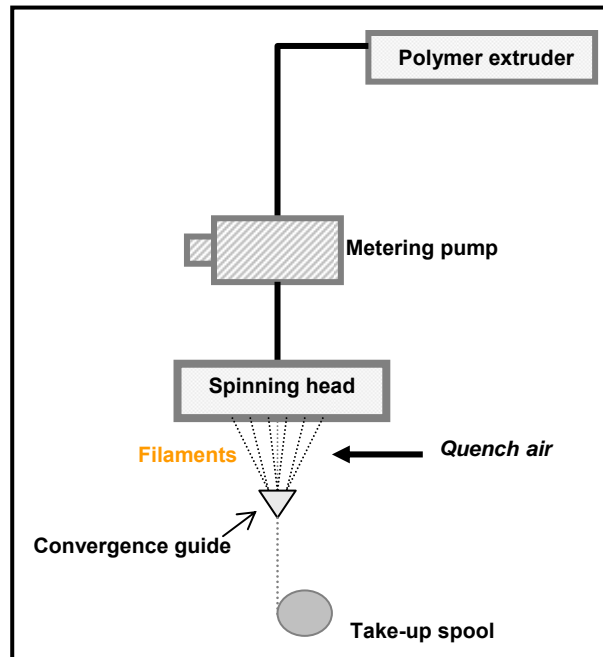 Polymer extruder
Metering pump
Spinning head
Filaments
Quench air
Convergence guide
Take-up spool